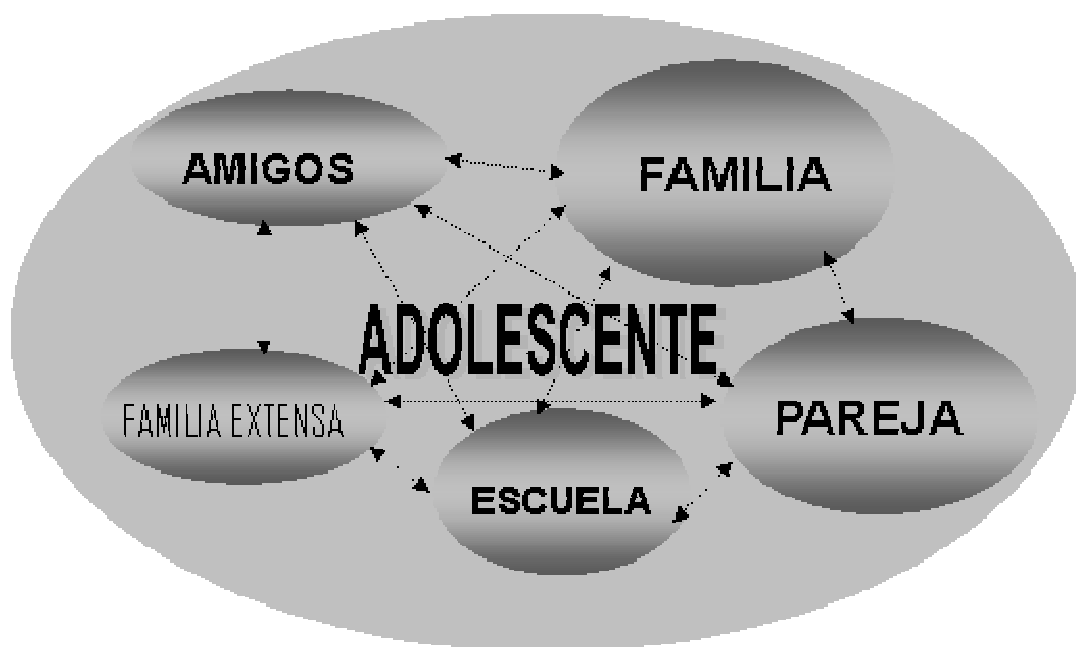 AMIGOS
FAMILIA
ADOLESCENTE
FAMILIA EXTENSA
PAREJA
ESCUELA